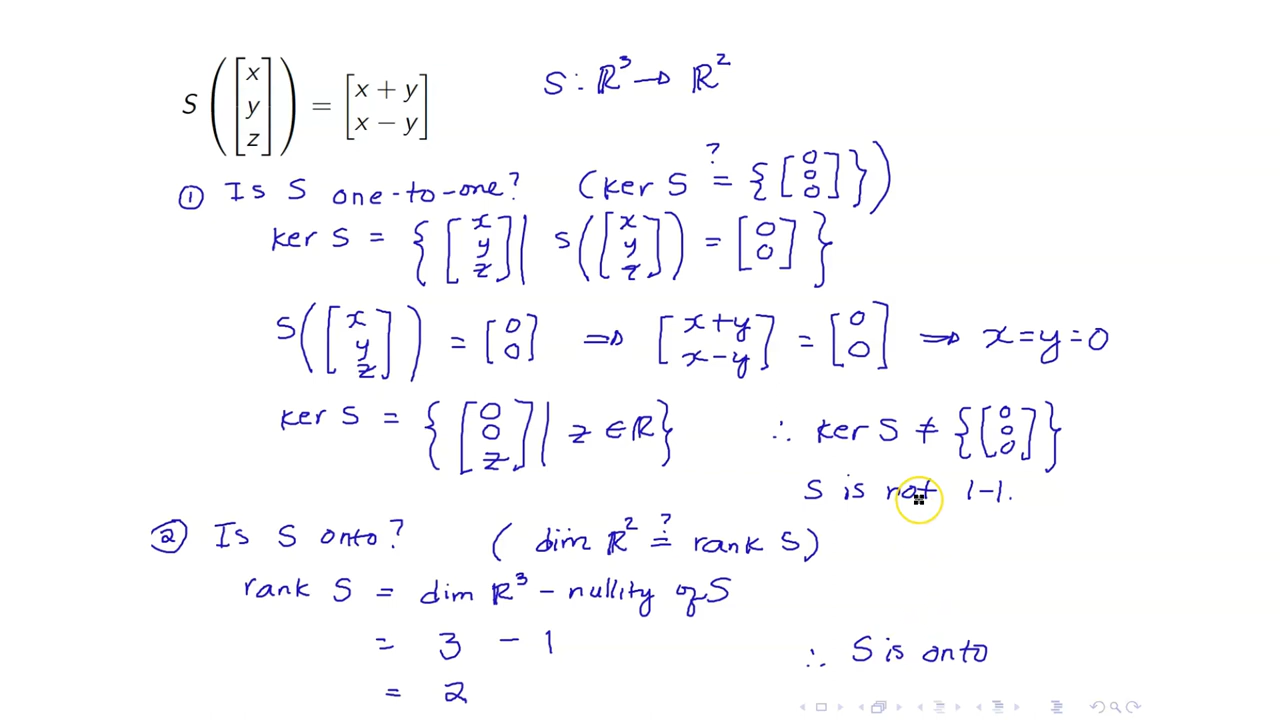 S([x y z]) = [x + y x − y] S : ℝ³ → ℝ²
① Is S one-to-one? (ker S ?= {[0 0 0]})
ker S = {[x y z] | S([x y z]) = [0 0]}
S([x y z]) = [0 0] ⇒ [x+y x−y] = [0 0] ⇒ x=y=0
ker S = {[0 0 z] | z ∈ ℝ} ∴ ker S ≠ {[0 0 0]}
S is not 1−1.
② Is S onto? (dim ℝ² ?= rank S)
rank S = dim ℝ³ − nullity of S
= 3 − 1
∴ S is onto
= 2